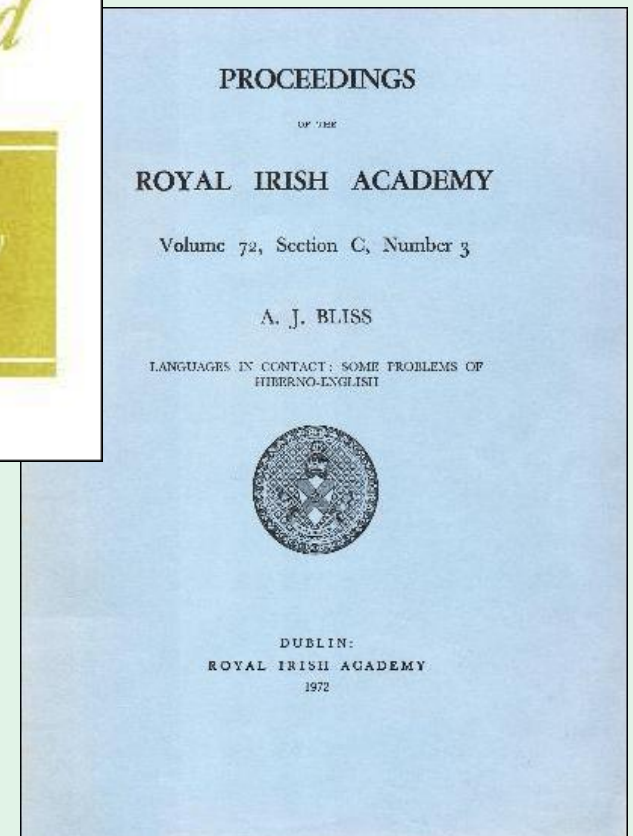 d
PROCEEDINGS
OF THE
ROYAL IRISH ACADEMY
Volume 72, Section C, Number 3
A. J. BLISS
LANGUAGES IN CONTACT: SOME PROBLEMS OF
HIBERNO-ENGLISH
DUBLIN:
ROYAL IRISH ACADEMY
1972